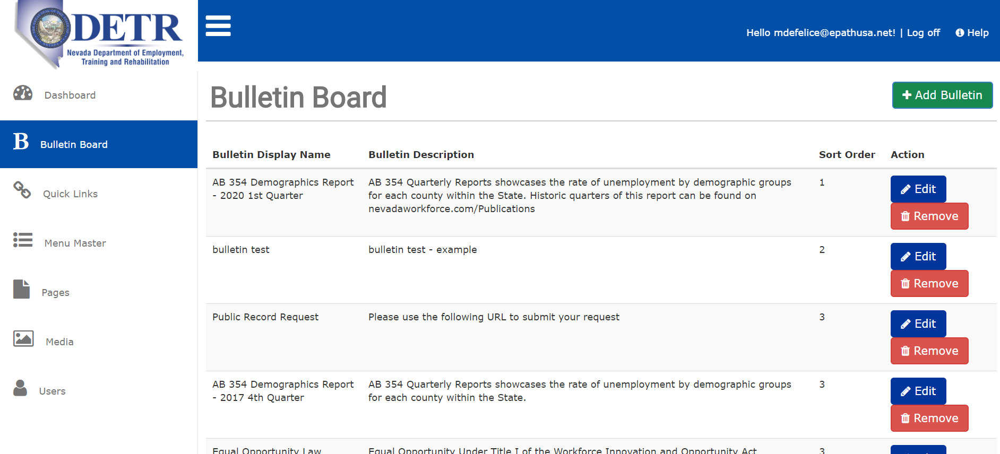 DETR
Nevada Department of Employment,
Training and Rehabilitation
Hello mdefelice@epathusa.net! | Log off Help
Dashboard
Bulletin Board
Quick Links
Menu Master
Pages
Media
Users
Bulletin Board
Add Bulletin
Bulletin Display Name Bulletin Description Sort Order Action
AB 354 Demographics Report
- 2020 1st Quarter
AB 354 Quarterly Reports showcases the rate of unemployment by demographic groups
for each county within the State. Historic quarters of this report can be found on
nevadaworkforce.com/Publications
1
Edit
Remove
bulletin test
bulletin test - example
2
Edit
Remove
Public Record Request
Please use the following URL to submit your request
3
Edit
Remove
AB 354 Demographics Report
- 2017 4th Quarter
AB 354 Quarterly Reports showcases the rate of unemployment by demographic groups
for each county within the State.
3
Edit
Remove
Equal Opportunity Law
Equal Opportunity Under Title I of the Workforce Innovation and Opportunity Act
3